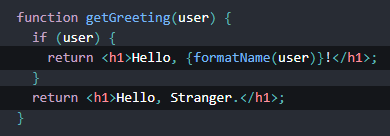 function getGreeting(user) {
  if (user) {
    return <h1>Hello, {formatName(user)}!</h1>;
  }
  return <h1>Hello, Stranger.</h1>;
}